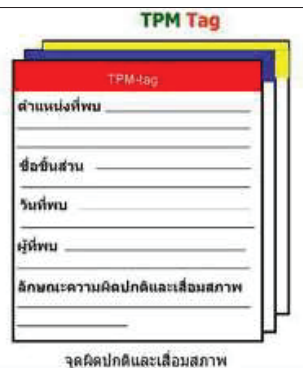 TPM Tag
TPM-tag
ตำแหน่งที่พบ
ชื่อชิ้นส่วน
วันที่พบ
ผู้ที่พบ
ลักษณะความผิดปกติและเสื่อมสภาพ
จุดผิดปกติและเสื่อมสภาพ